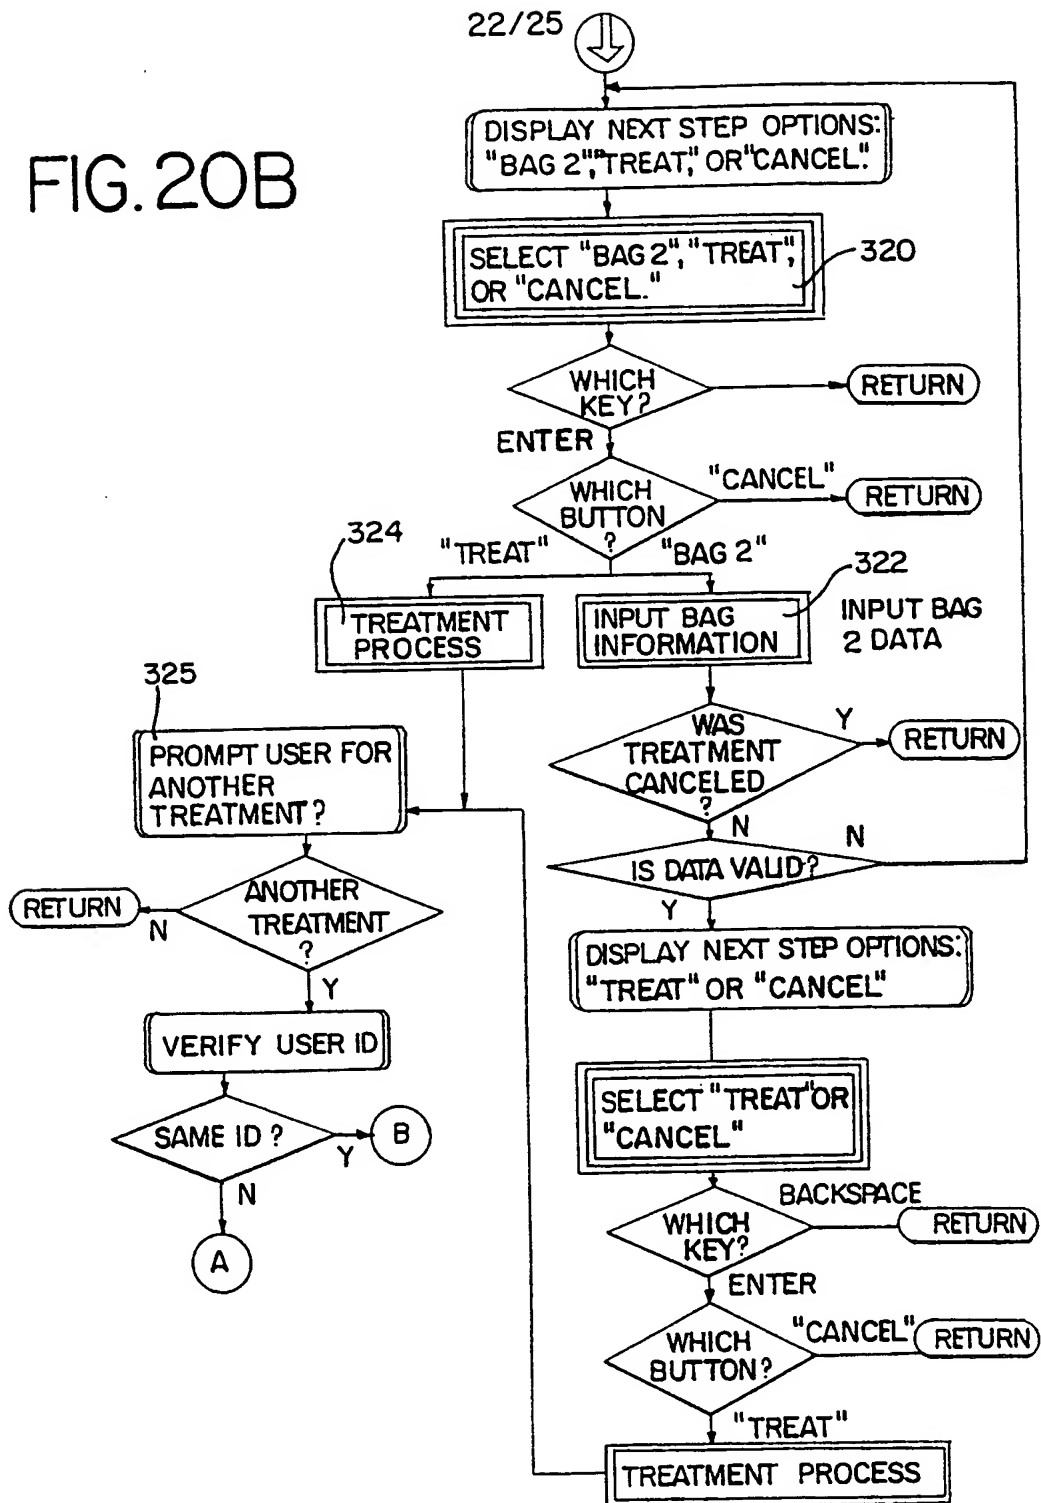 22/25
FIG. 20B
DISPLAY NEXT STEP OPTIONS:
"BAG 2","TREAT," OR "CANCEL".
SELECT "BAG 2", "TREAT",
OR "CANCEL."
320
WHICH
KEY?
RETURN
ENTER
WHICH
BUTTON
?
"CANCEL"
RETURN
324
"TREAT"
"BAG 2"
322
TREATMENT
PROCESS
INPUT BAG
INFORMATION
INPUT BAG
2 DATA
325
PROMPT USER FOR
ANOTHER
TREATMENT?
WAS
TREATMENT
CANCELED
?
Y
RETURN
N
IS DATA VALID?
N
Y
ANOTHER
TREATMENT
?
RETURN
N
Y
DISPLAY NEXT STEP OPTIONS:
"TREAT" OR "CANCEL"
VERIFY USER ID
SELECT "TREAT" OR
"CANCEL"
SAME ID?
Y
B
N
A
WHICH
KEY?
BACKSPACE
RETURN
ENTER
WHICH
BUTTON?
"CANCEL"
RETURN
"TREAT"
TREATMENT PROCESS